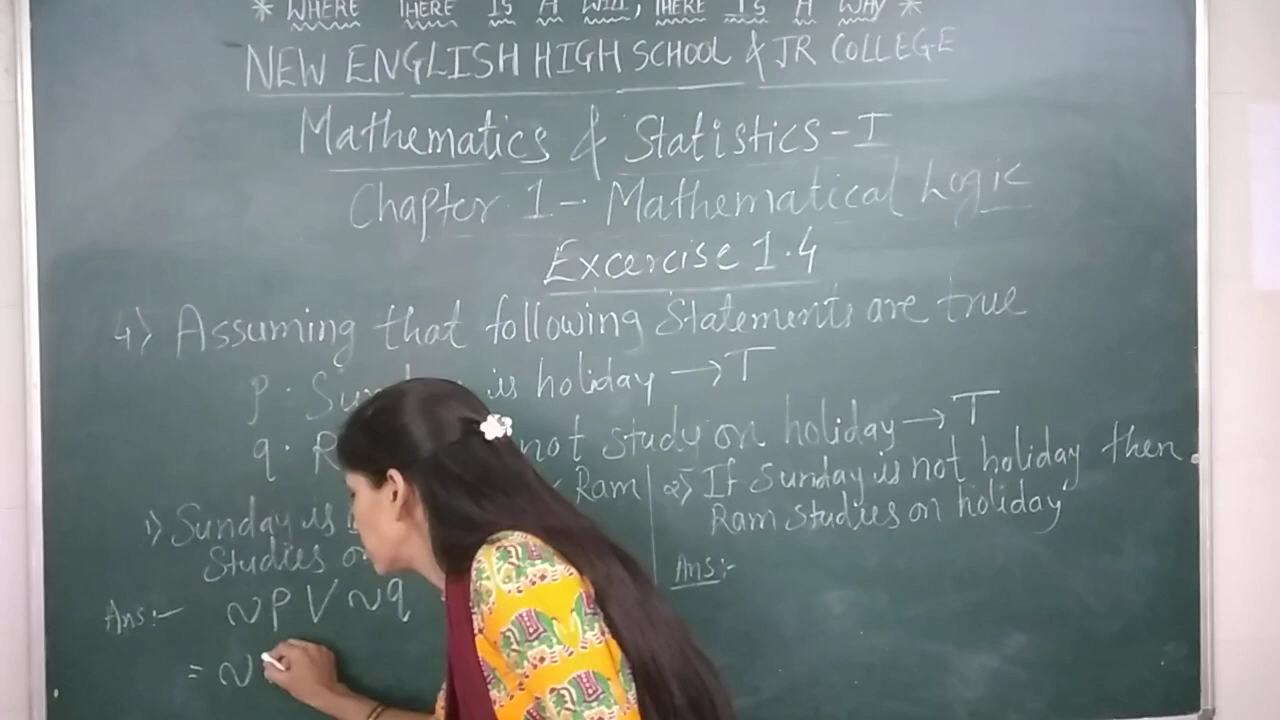 * WHERE THERE IS A WILL, THERE IS A WAY *
NEW ENGLISH HIGH SCHOOL & JR COLLEGE
Mathematics & Statistics - I
Chapter 1 - Mathematical Logic
Excercise 1.4
4) Assuming that following Statements are true
p. is holiday → T
q. not study on holiday → T
1) Sunday is Ram
Studies
Ans:- ~p V ~q
= ~
2) If Sunday is not holiday then
Ram studies on holiday
Ans:-